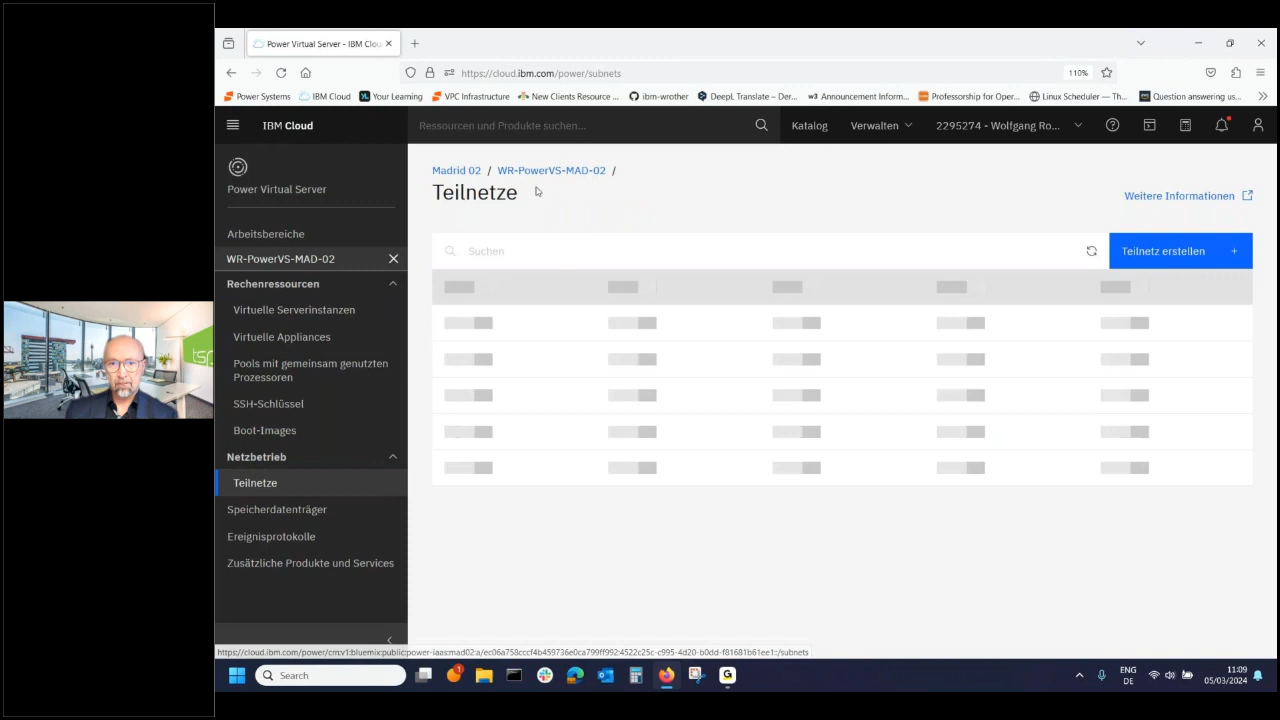 Power Virtual Server - IBM Clou
https://cloud.ibm.com/power/subnets
110%
Power Systems
IBM Cloud
Your Learning
VPC Infrastructure
New Clients Resource ...
ibm-wrother
DeepL Translate – Der...
w3 Announcement Inform...
Professorship for Oper...
Linux Scheduler — Th...
Question answering us...
IBM Cloud
Ressourcen und Produkte suchen...
Katalog
Verwalten
2295274 - Wolfgang Ro...
Power Virtual Server
Arbeitsbereiche
WR-PowerVS-MAD-02
Rechenressourcen
Virtuelle Serverinstanzen
Virtuelle Appliances
Pools mit gemeinsam genutzten
Prozessoren
SSH-Schlüssel
Boot-Images
Netzbetrieb
Teilnetze
Speicherdatenträger
Ereignisprotokolle
Zusätzliche Produkte und Services
Madrid 02 / WR-PowerVS-MAD-02 /
Teilnetze
Weitere Informationen
Suchen
Teilnetz erstellen +
https://cloud.ibm.com/power/crn:v1:bluemix:public:power-iaas:mad02:a/ec06a758cccf4b459736e0ca799ff992:4522c25c-c995-4d20-b0dd-f81681b61ee1::/subnets
Search
1
ENG
DE
11:09
05/03/2024